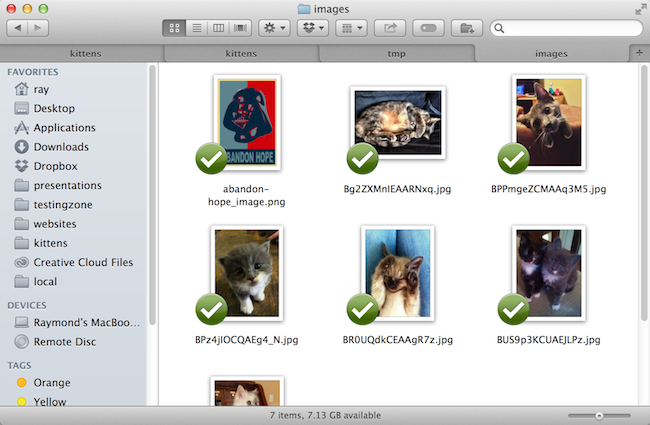 images
kittens
kittens
tmp
images
+
FAVORITES
ray
Desktop
Applications
Downloads
Dropbox
presentations
testingzone
websites
kittens
Creative Cloud Files
local
DEVICES
Raymond's MacBoo...
Remote Disc
TAGS
Orange
Yellow
ABANDON HOPE
abandon-
hope_image.png
Bg2ZXMnIEAARNxq.jpg
BPPmgeZCMAAq3M5.jpg
BPz4jIOCQAEg4_N.jpg
BR0UQdkCEAAgR7z.jpg
BUS9p3KCUAEJLPz.jpg
7 items, 7.13 GB available